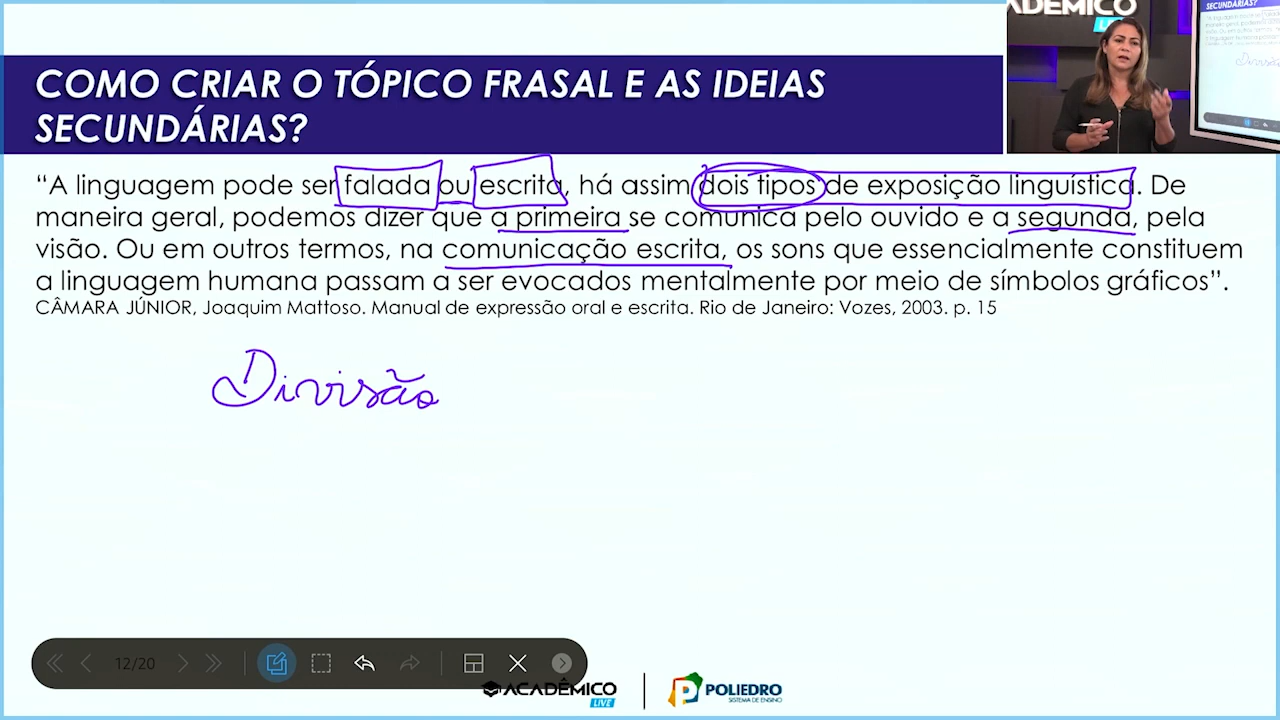 COMO CRIAR O TÓPICO FRASAL E AS IDEIAS
SECUNDÁRIAS?
“A linguagem pode ser falada ou escrita, há assim dois tipos de exposição linguística. De
maneira geral, podemos dizer que a primeira se comunica pelo ouvido e a segunda, pela
visão. Ou em outros termos, na comunicação escrita, os sons que essencialmente constituem
a linguagem humana passam a ser evocados mentalmente por meio de símbolos gráficos”.
CÂMARA JÚNIOR, Joaquim Mattoso. Manual de expressão oral e escrita. Rio de Janeiro: Vozes, 2003. p. 15
Divisão
12/20
ACADÊMICO
LIVE
POLIEDRO
SISTEMA DE ENSINO
ADÊMICO
SECUNDÁRIAS?
Divisão